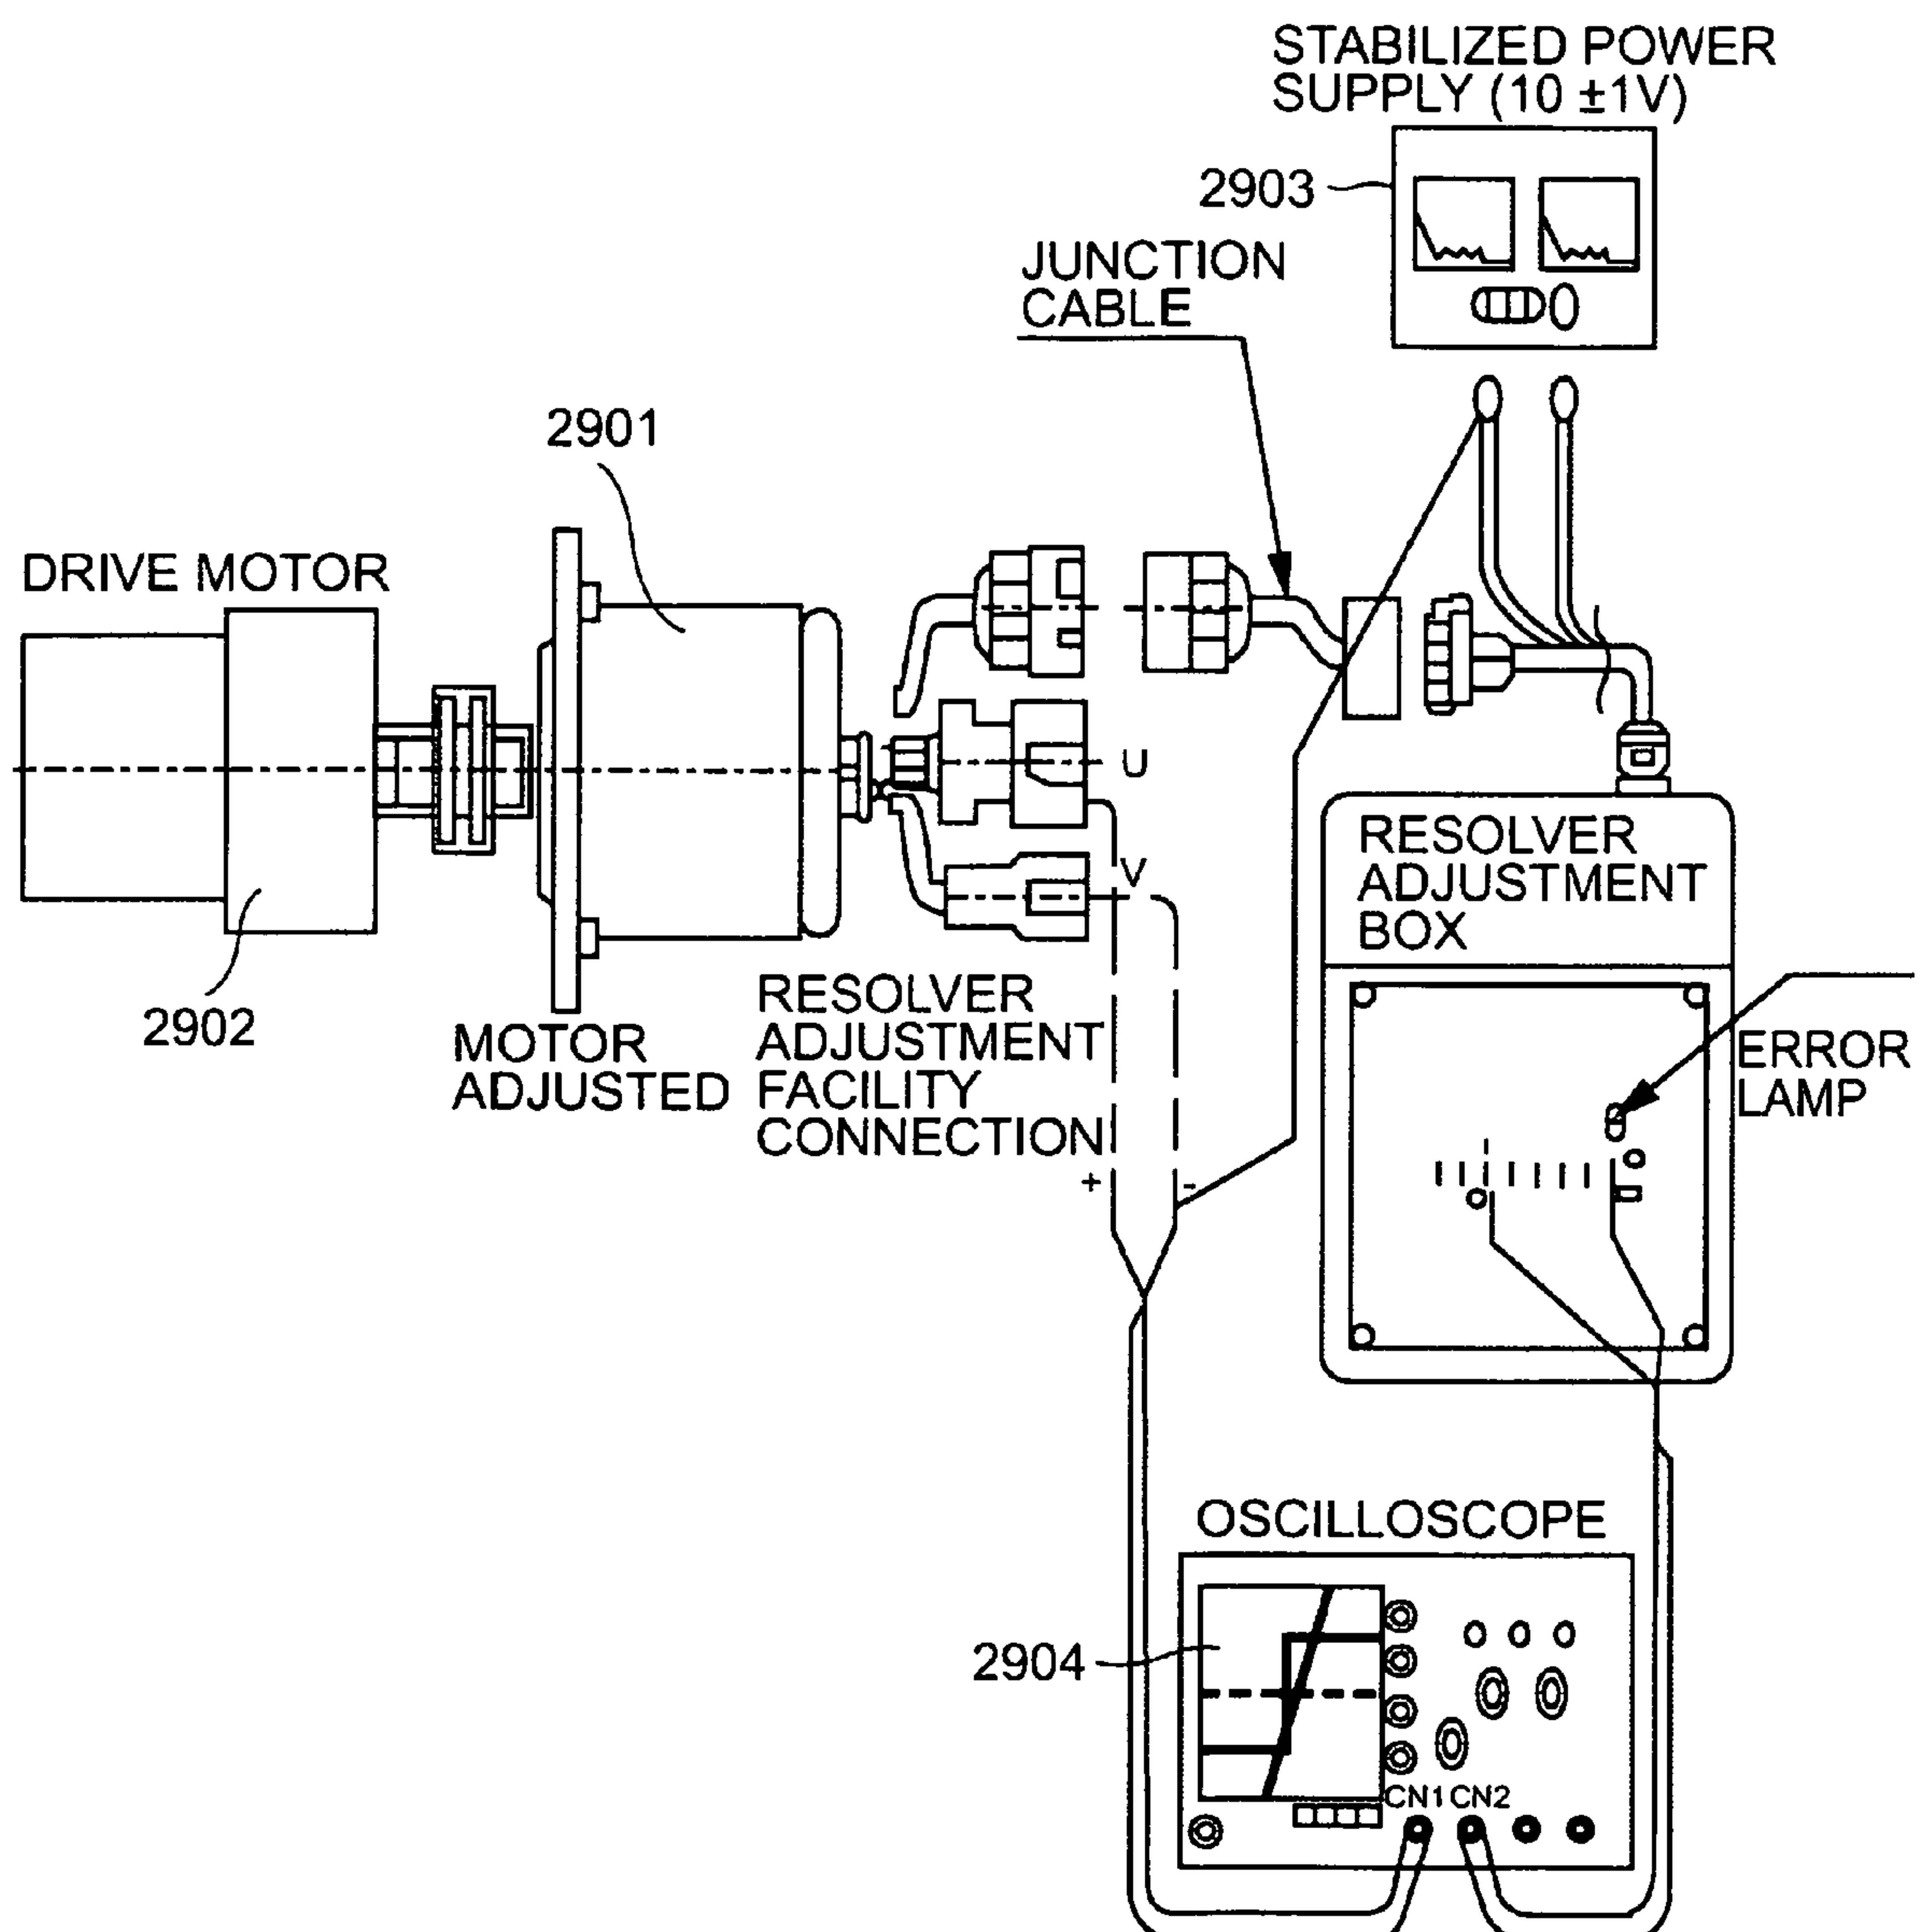 STABILIZED POWER
SUPPLY (10 ±1V)
2903
JUNCTION
CABLE
2901
DRIVE MOTOR
U
V
RESOLVER
ADJUSTMENT
BOX
2902
MOTOR
ADJUSTED
RESOLVER
ADJUSTMENT
FACILITY
CONNECTION
+ -
ERROR
LAMP
OSCILLOSCOPE
2904
CN1 CN2